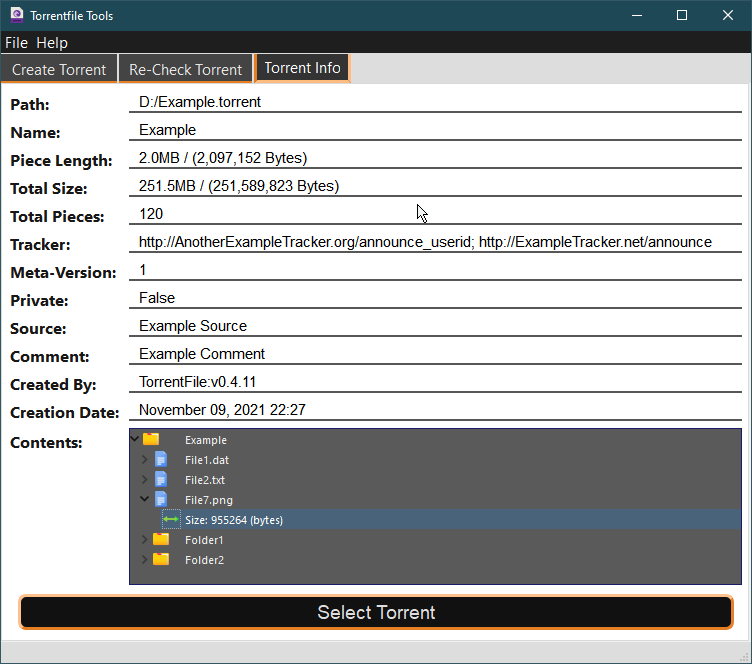 Torrentfile Tools
File Help
Create Torrent Re-Check Torrent Torrent Info
Path: D:/Example.torrent
Name: Example
Piece Length: 2.0MB / (2,097,152 Bytes)
Total Size: 251.5MB / (251,589,823 Bytes)
Total Pieces: 120
Tracker: http://AnotherExampleTracker.org/announce_userid; http://ExampleTracker.net/announce
Meta-Version: 1
Private: False
Source: Example Source
Comment: Example Comment
Created By: TorrentFile:v0.4.11
Creation Date: November 09, 2021 22:27
Contents: Example
File1.dat
File2.txt
File7.png
Size: 955264 (bytes)
Folder1
Folder2
Select Torrent